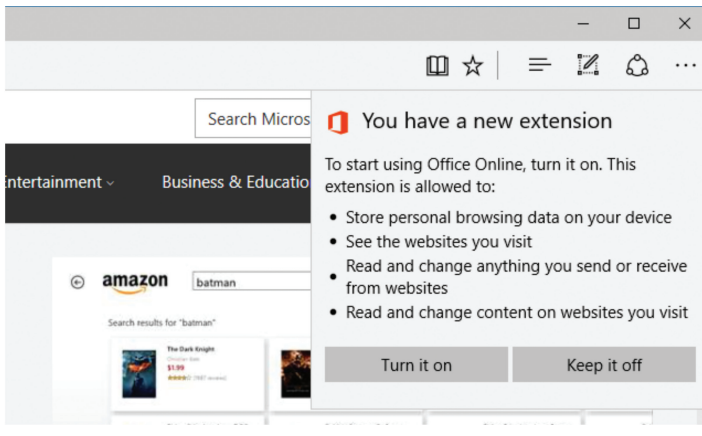 Search Micros
You have a new extension
To start using Office Online, turn it on. This
extension is allowed to:
• Store personal browsing data on your device
• See the websites you visit
• Read and change anything you send or receive
from websites
• Read and change content on websites you visit
Turn it on
Keep it off
Entertainment
Business & Educatio
amazon
batman
Search results for "batman"
The Dark Knight
Christian Bale
$1.99